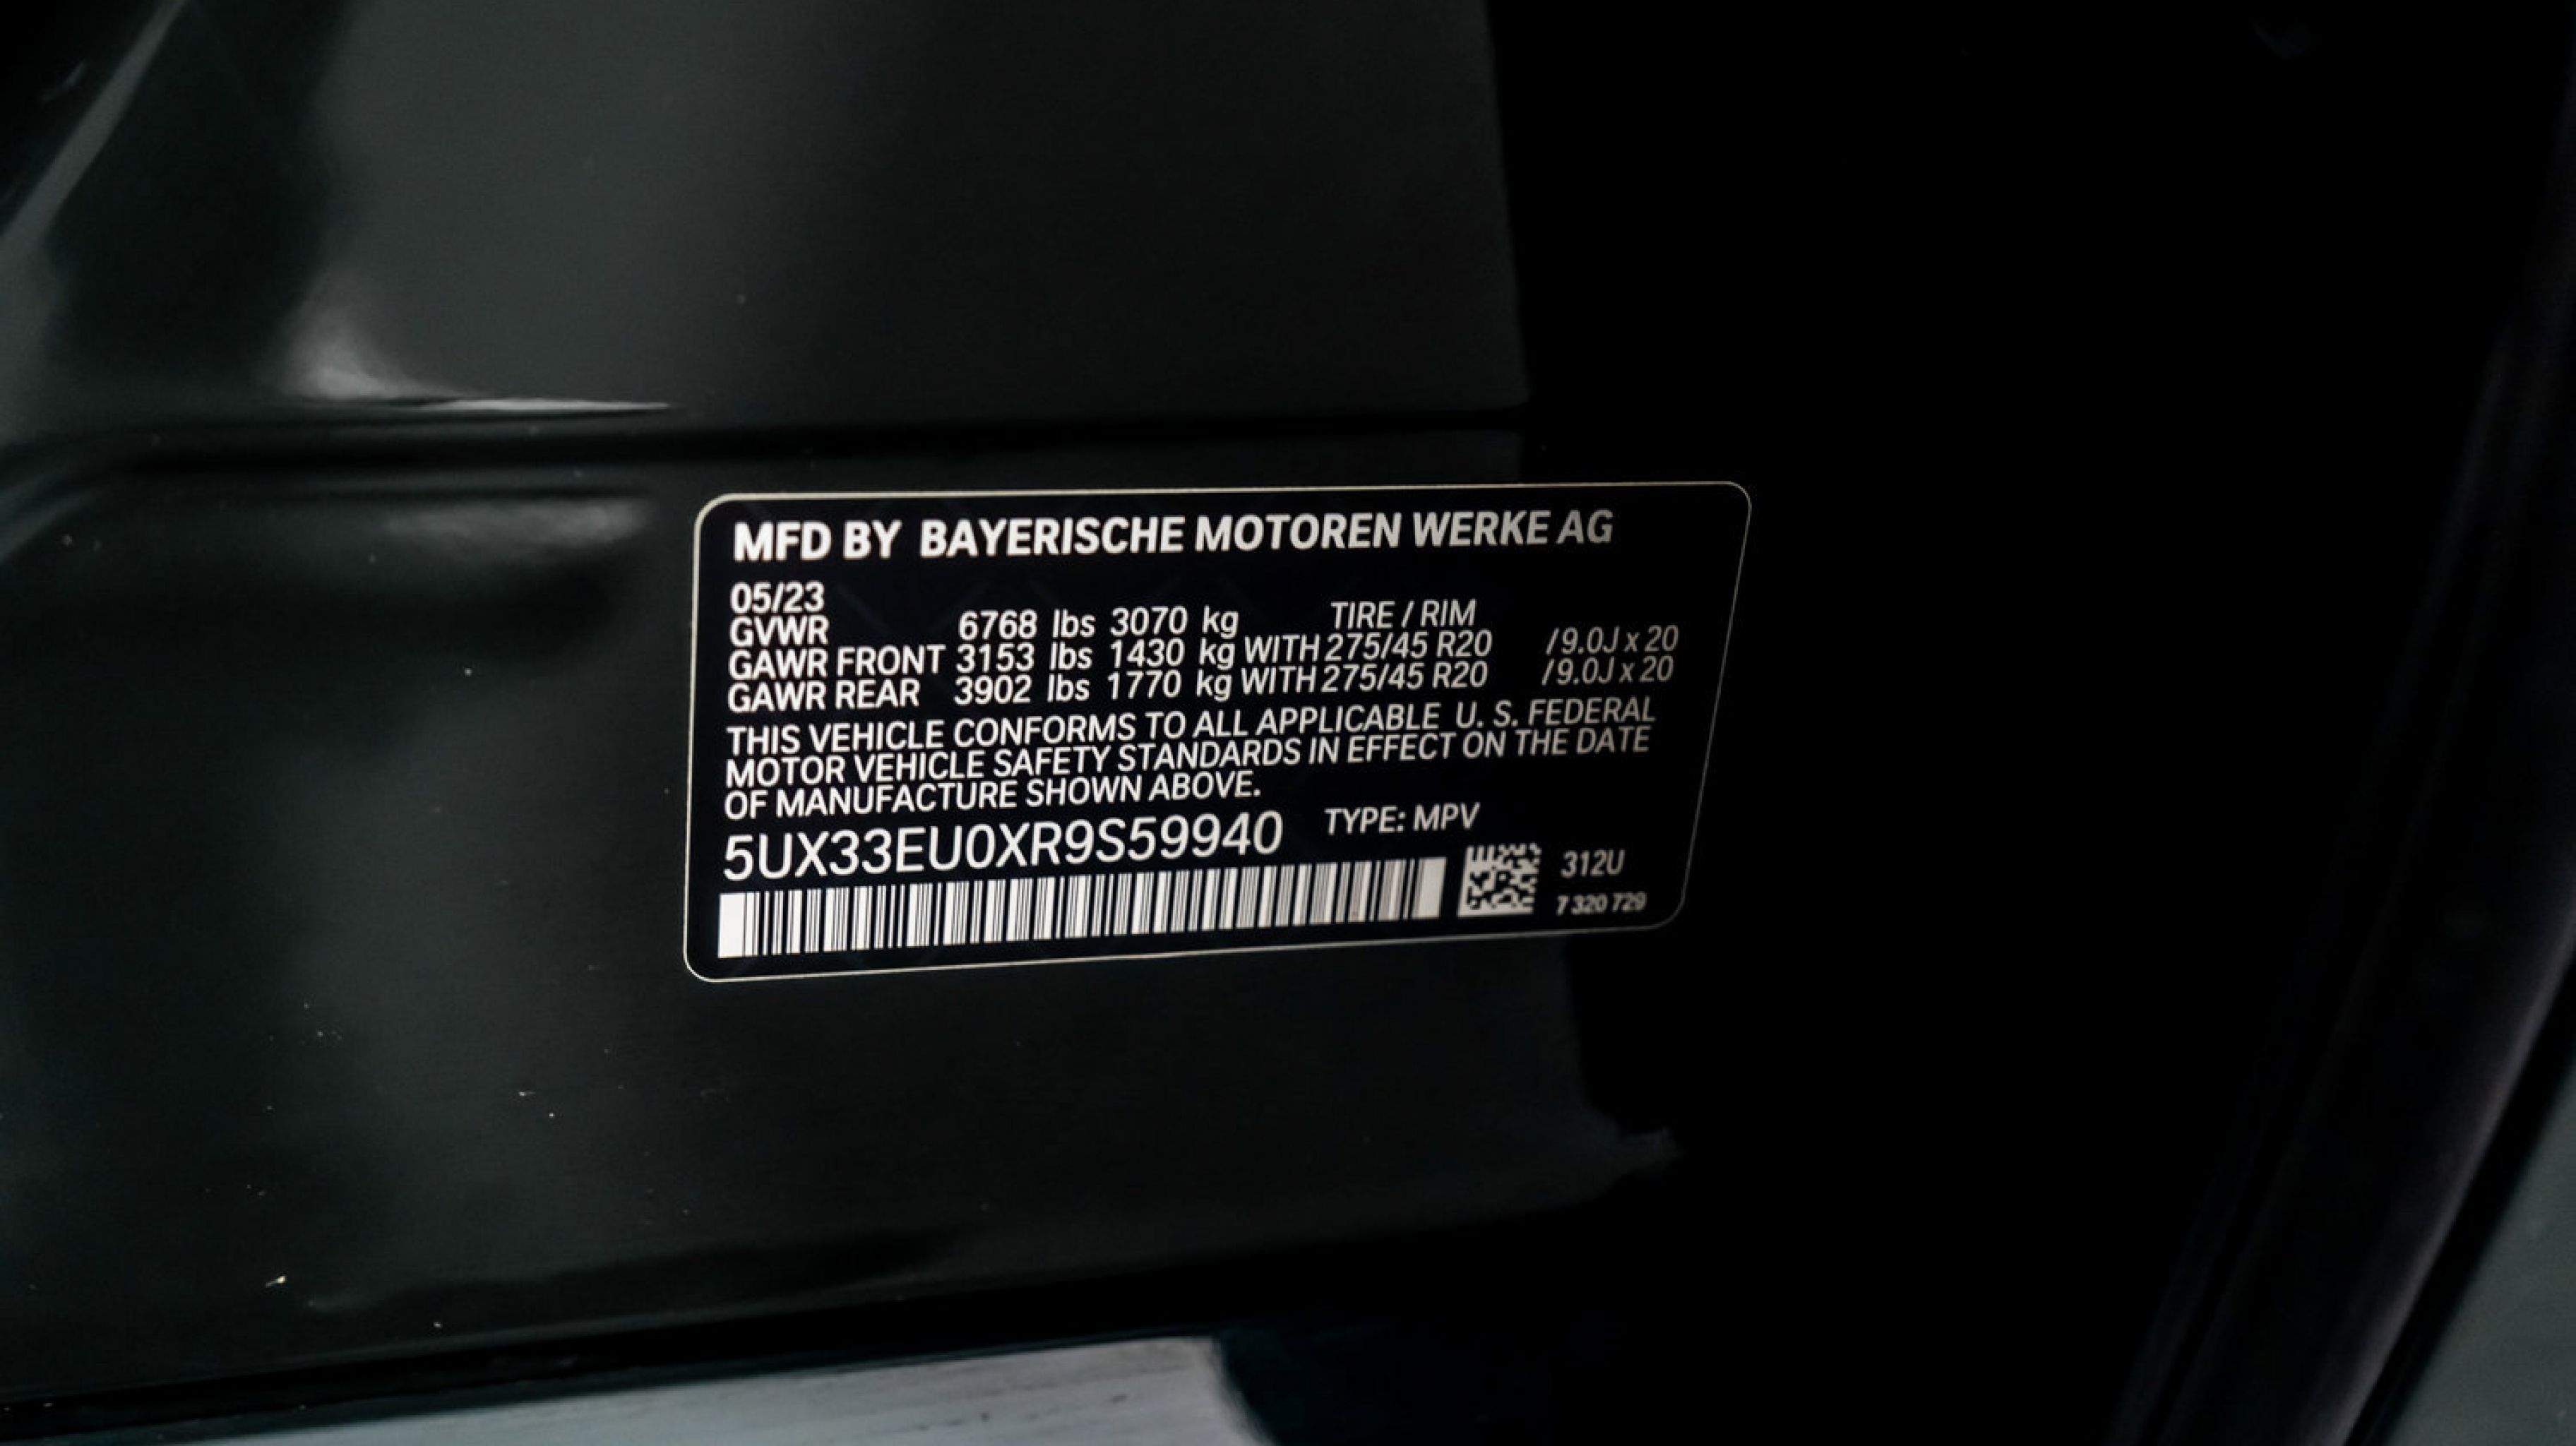 MFD BY BAYERISCHE MOTOREN WERKE AG
05/23
GVWR 6768 lbs 3070 kg TIRE / RIM
GAWR FRONT 3153 lbs 1430 kg WITH 275/45 R20 /9.0J x 20
GAWR REAR 3902 lbs 1770 kg WITH 275/45 R20 /9.0J x 20
THIS VEHICLE CONFORMS TO ALL APPLICABLE U. S. FEDERAL
MOTOR VEHICLE SAFETY STANDARDS IN EFFECT ON THE DATE
OF MANUFACTURE SHOWN ABOVE.
5UX33EU0XR9S59940 TYPE: MPV
312U
7 320 729